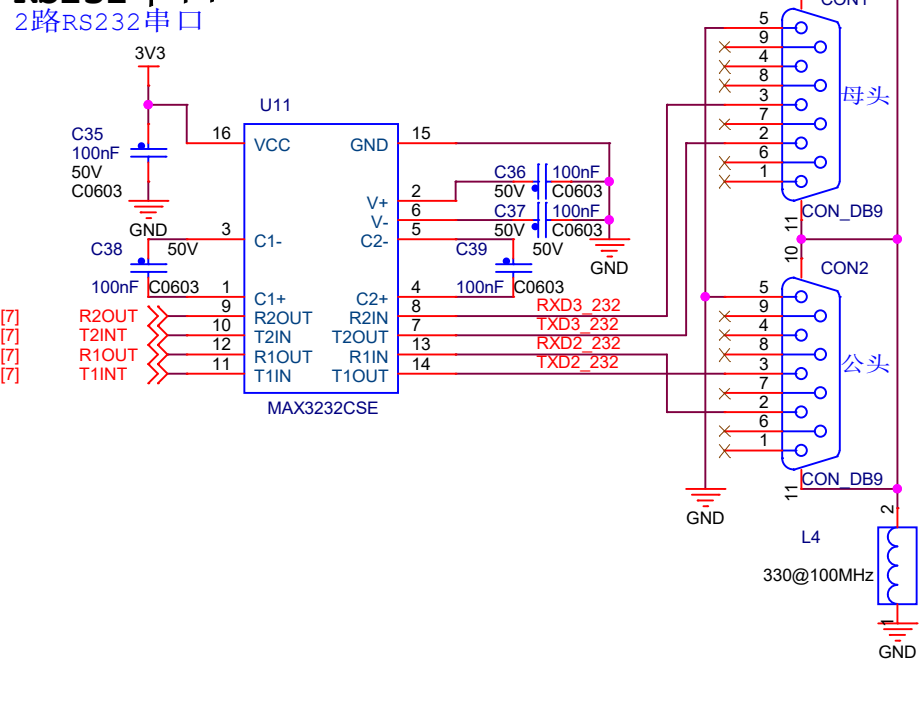 2路RS232串口
3V3
C35
100nF
50V
C0603
GND
U11
16 VCC
GND 15
V+ 2
V- 6
C2- 5
3 C1-
1 C1+
C2+ 4
9 R2OUT
R2IN 8
10 T2IN
T2OUT 7
12 R1OUT
R1IN 13
11 T1IN
T1OUT 14
MAX3232CSE
C36 100nF
50V C0603
C37 100nF
50V C0603
GND
C38 50V
100nF C0603
C39 50V
100nF C0603
[7] R2OUT
[7] T2INT
[7] R1OUT
[7] T1INT
RXD3_232
TXD3_232
RXD2_232
TXD2_232
CON1
5
9
4
8
3
7
2
6
1
母头
11
CON_DB9
10
CON2
5
9
4
8
3
7
2
6
1
公头
11
CON_DB9
GND
2
L4
330@100MHz
1
GND